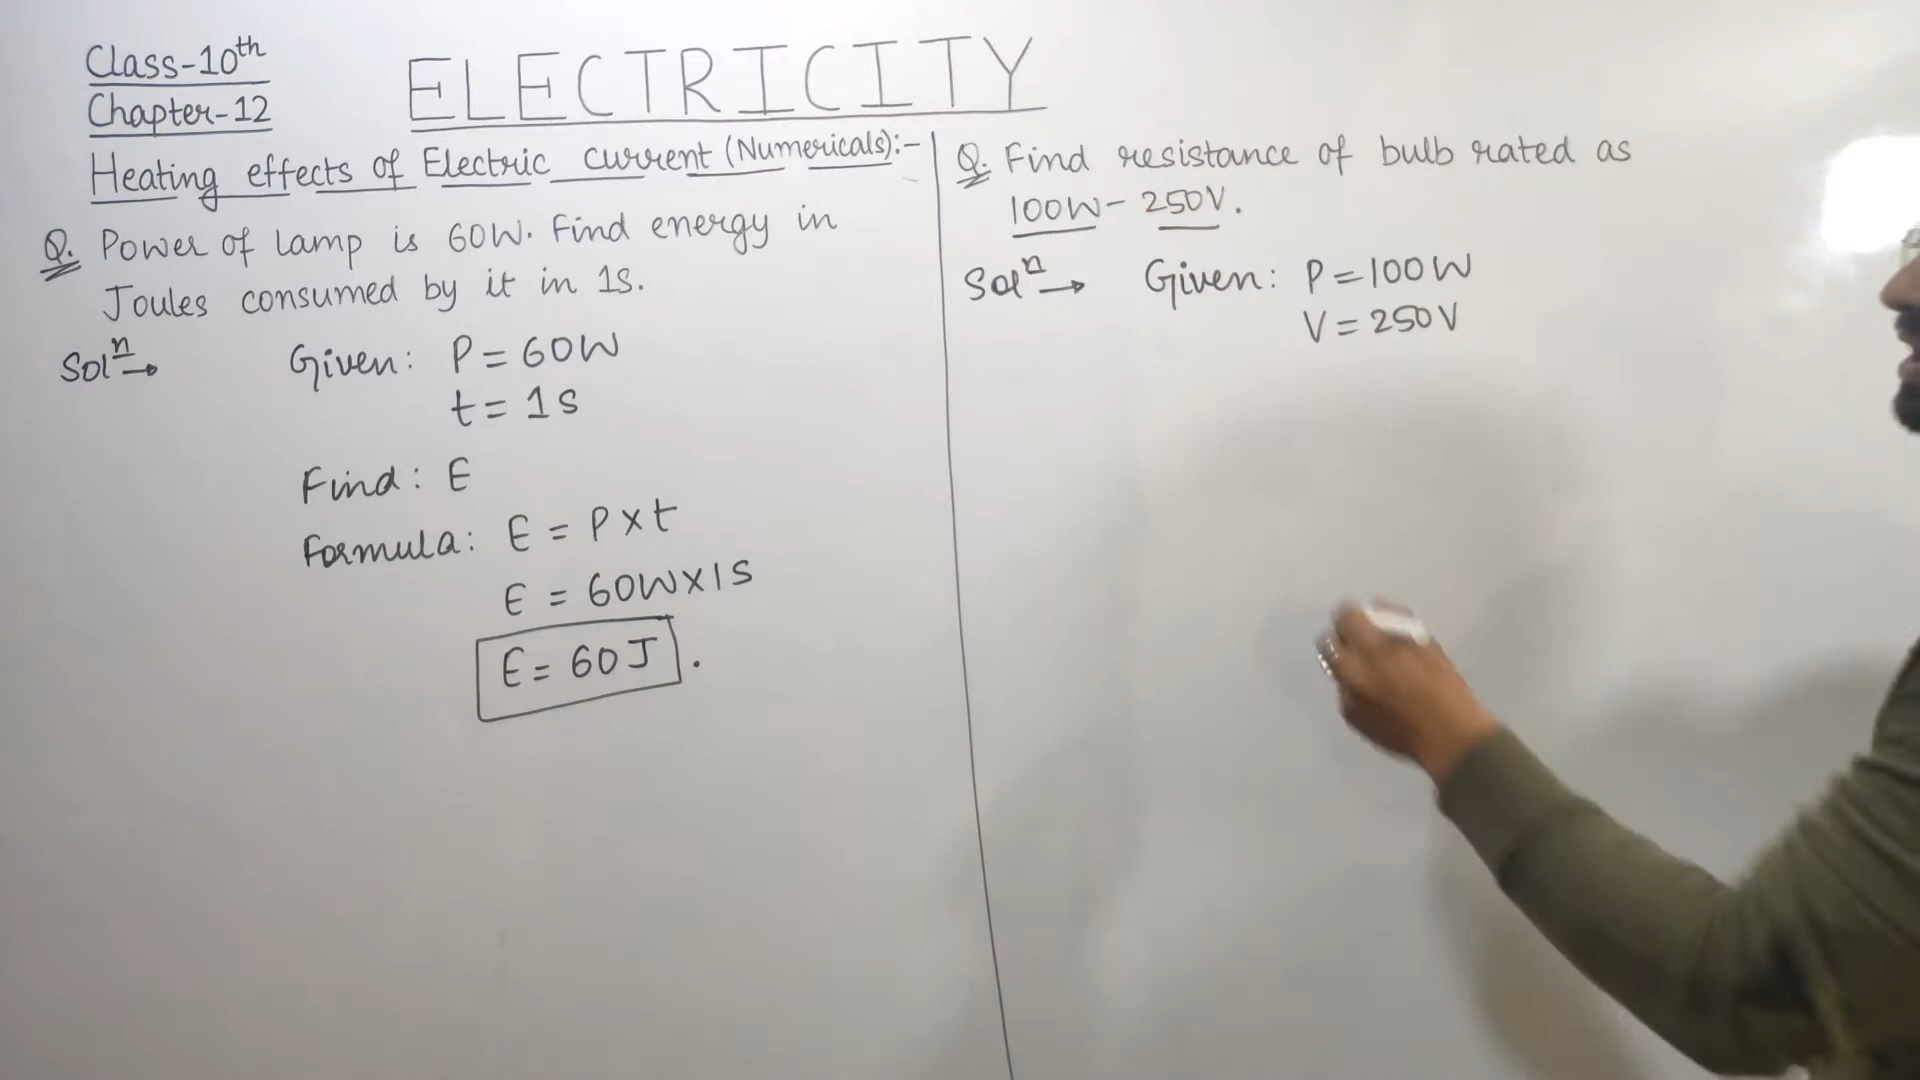 Class-10th
Chapter-12
ELECTRICITY
Heating effects of Electric current (Numericals):-
Q. Power of lamp is 60W. Find energy in
Joules consumed by it in 1s.
Solⁿ→ Given: P = 60W
t = 1s
Find: E
Formula: E = P×t
E = 60W×1s
E = 60J.
Q. Find resistance of bulb rated as
100W- 250V.
Solⁿ→ Given: P=100W
V = 250V